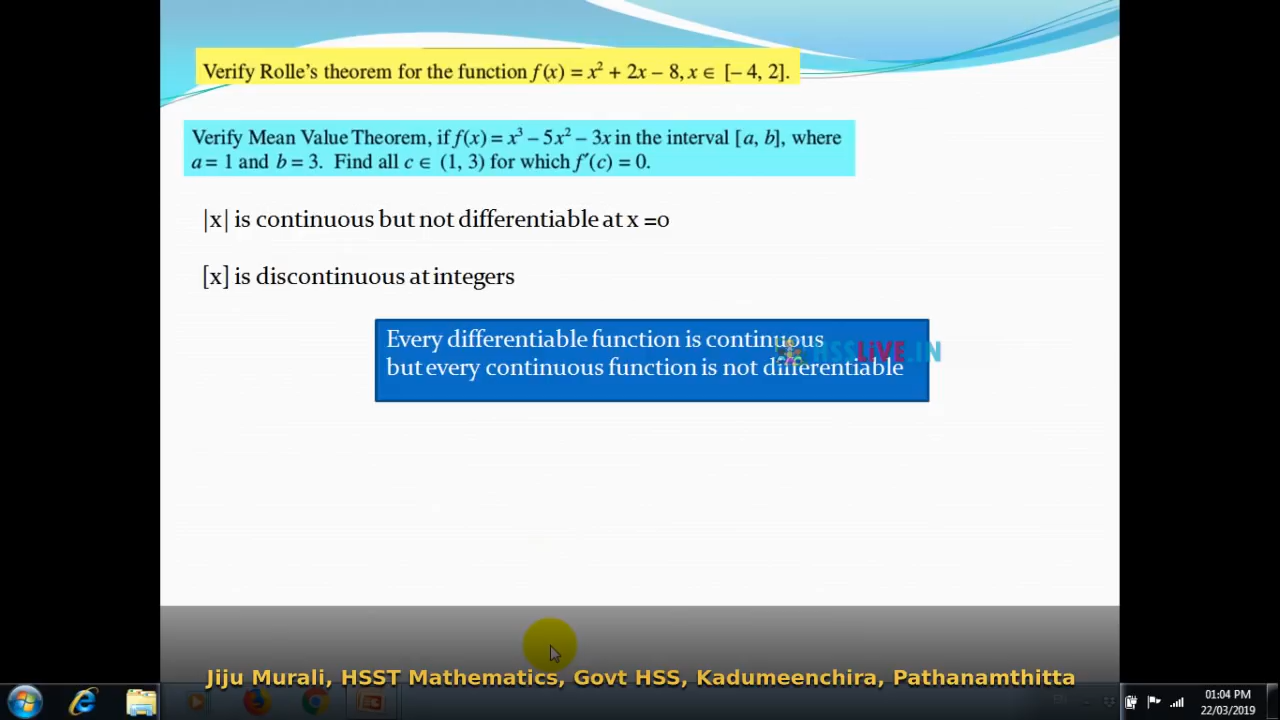 Verify Rolle's theorem for the function f (x) = x² + 2x – 8, x ∈ [– 4, 2].
Verify Mean Value Theorem, if f(x) = x³ – 5x² – 3x in the interval [a, b], where
a = 1 and b = 3. Find all c ∈ (1, 3) for which f′(c) = 0.
|x| is continuous but not differentiable at x =0
[x] is discontinuous at integers
Every differentiable function is continuous
HSSLiVE.IN
but every continuous function is not differentiable
Jiju Murali, HSST Mathematics, Govt HSS, Kadumeenchira, Pathanamthitta
01:04 PM
22/03/2019